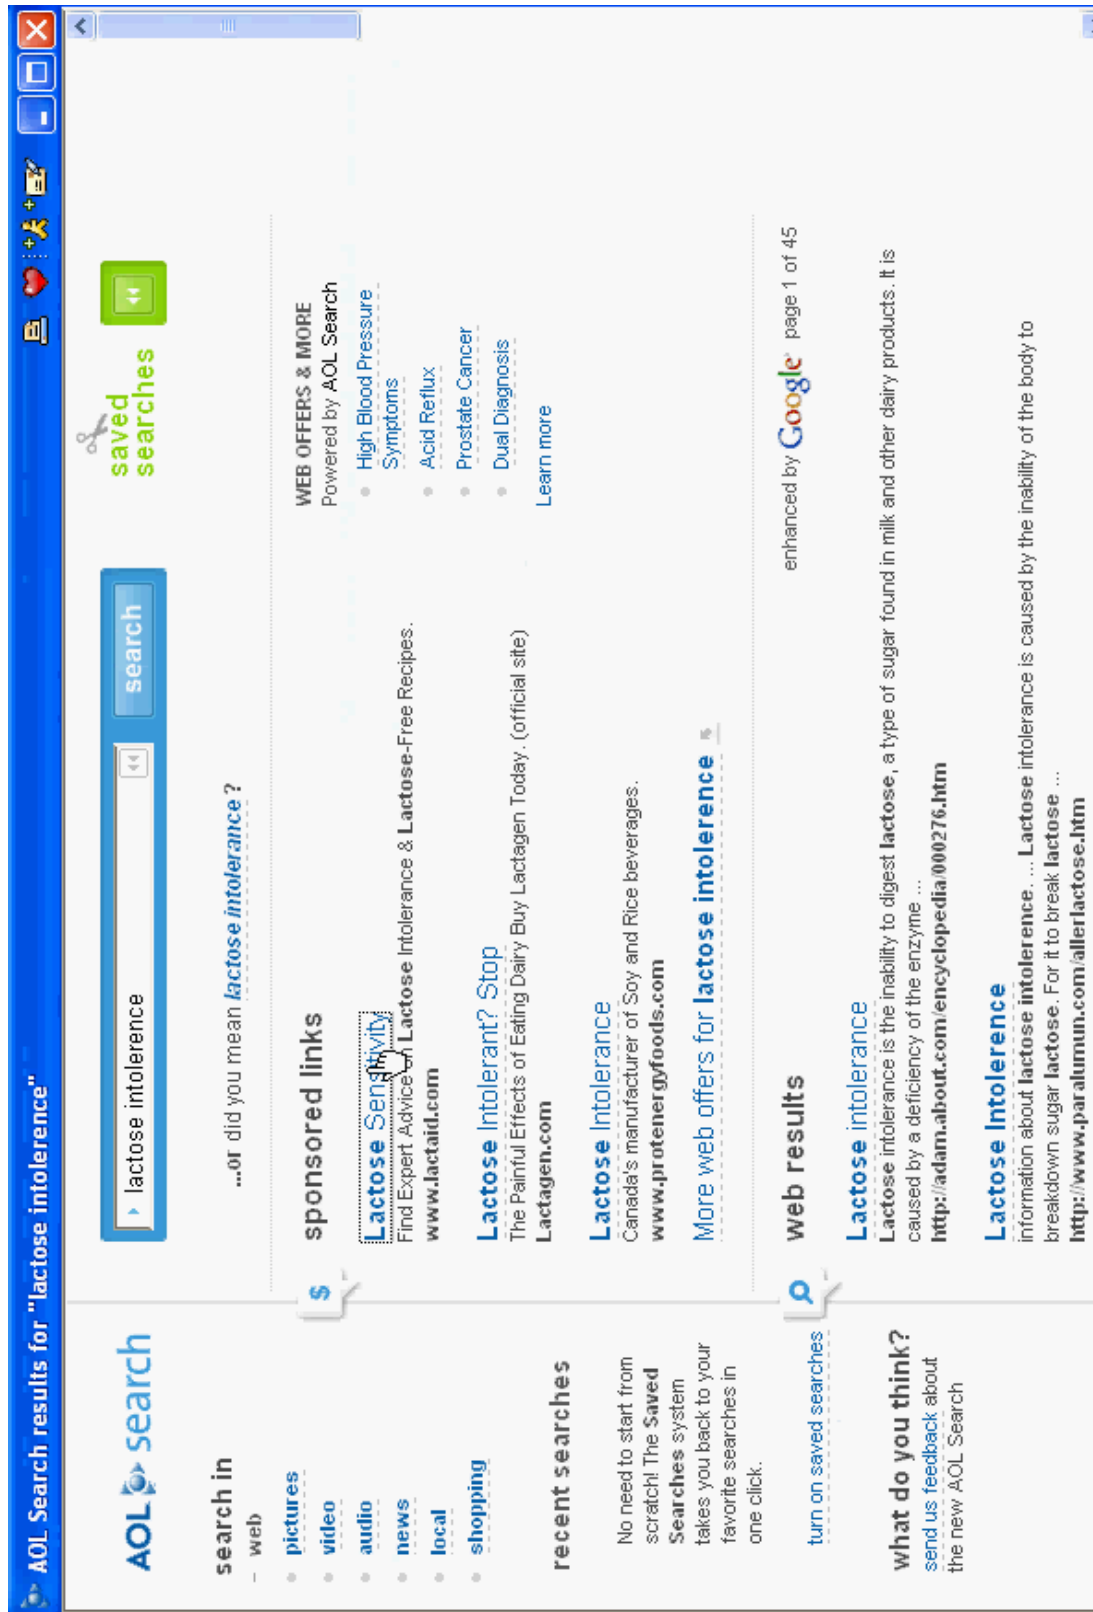 AOL Search results for "lactose intolerence"
AOL search
lactose intolerence
search
saved
searches
...or did you mean lactose intolerance?
search in
– web
pictures
video
audio
news
local
shopping
recent searches
No need to start from
scratch! The Saved
Searches system
takes you back to your
favorite searches in
one click.
turn on saved searches
what do you think?
send us feedback about
the new AOL Search
$
sponsored links
Lactose Sensitivity
Find Expert Advice on Lactose Intolerance & Lactose-Free Recipes.
www.lactaid.com
Lactose Intolerant? Stop
The Painful Effects of Eating Dairy Buy Lactagen Today. (official site)
Lactagen.com
Lactose Intolerance
Canada's manufacturer of Soy and Rice beverages.
www.protenergyfoods.com
More web offers for lactose intolerence
WEB OFFERS & MORE
Powered by AOL Search
High Blood Pressure
Symptoms
Acid Reflux
Prostate Cancer
Dual Diagnosis
Learn more
web results
enhanced by Google page 1 of 45
Lactose intolerance
Lactose intolerance is the inability to digest lactose, a type of sugar found in milk and other dairy products. It is
caused by a deficiency of the enzyme ...
http://adam.about.com/encyclopedia/000276.htm
Lactose Intolerence
information about lactose intolerence. ... Lactose intolerance is caused by the inability of the body to
breakdown sugar lactose. For it to break lactose ...
http://www.paralumun.com/allerlactose.htm